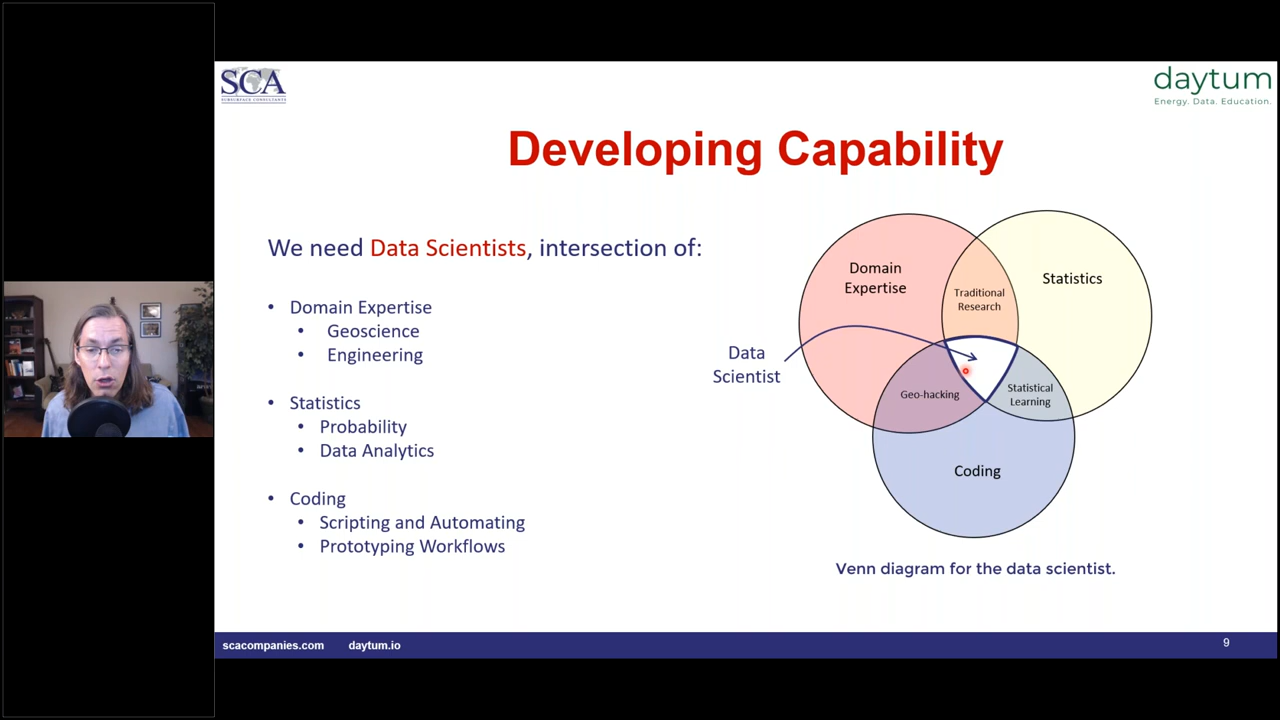 SCA
SUBSURFACE CONSULTANTS
daytum
Energy. Data. Education.
Developing Capability
We need Data Scientists, intersection of:
• Domain Expertise
• Geoscience
• Engineering
• Statistics
• Probability
• Data Analytics
• Coding
• Scripting and Automating
• Prototyping Workflows
Domain
Expertise
Statistics
Traditional
Research
Data
Scientist
Geo-hacking
Statistical
Learning
Coding
Venn diagram for the data scientist.
scacompanies.com
daytum.io
9